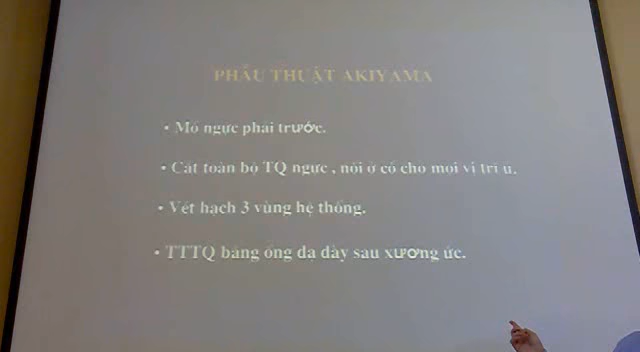 PHẪU THUẬT AKIYAMA
• Mổ ngực phải trước.
• Cắt toàn bộ TQ ngực , nối ở cổ cho mọi vị trí u.
• Vét hạch 3 vùng hệ thống.
• TTTQ bằng ống dạ dày sau xương ức.